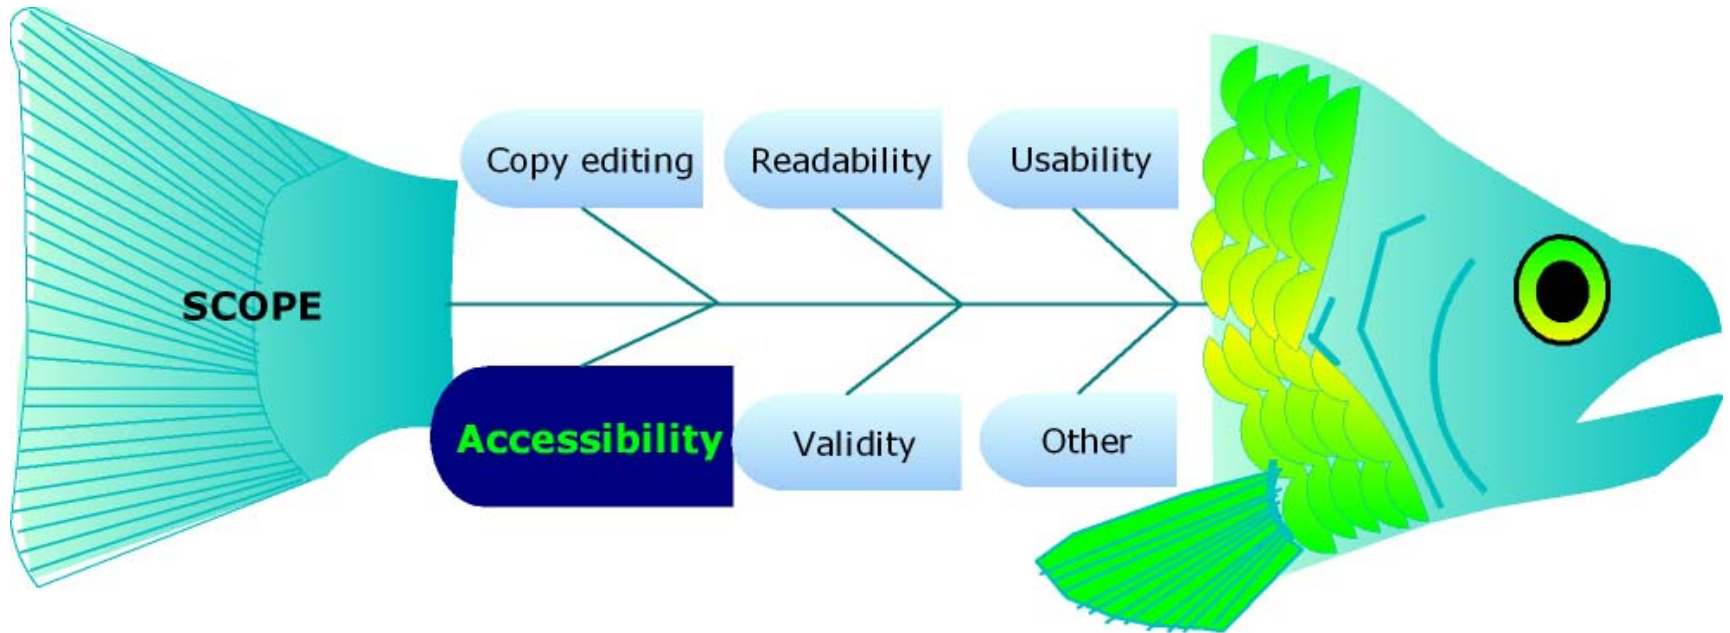 Copy editing
Readability
Usability
SCOPE
Accessibility
Validity
Other